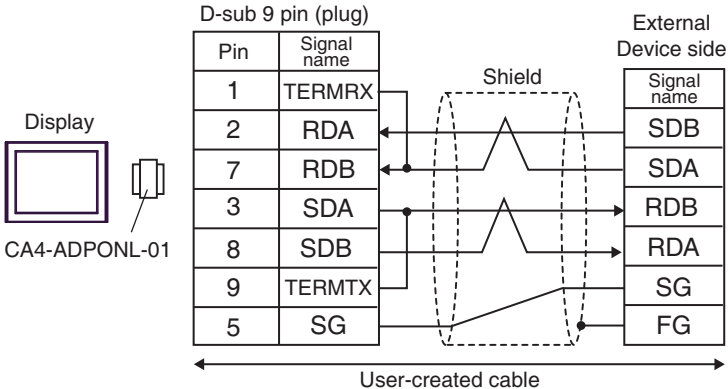 D-sub 9 pin (plug)
External
Device side
Pin
Signal
name
Shield
Signal
name
1
TERMRX
Display
2
RDA
SDB
7
RDB
SDA
3
SDA
RDB
CA4-ADPONL-01
8
SDB
RDA
9
TERMTX
SG
5
SG
FG
User-created cable